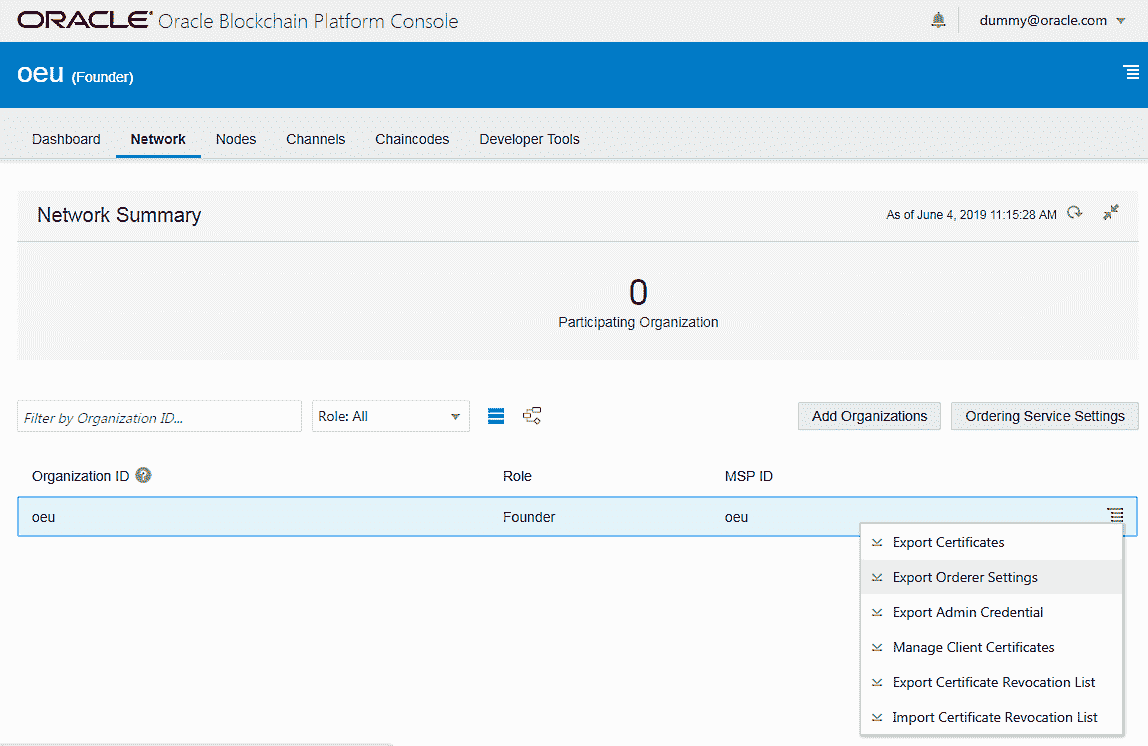 ORACLE® Oracle Blockchain Platform Console
dummy@oracle.com
oeu (Founder)
Dashboard Network Nodes Channels Chaincodes Developer Tools
Network Summary
As of June 4, 2019 11:15:28 AM
0
Participating Organization
Filter by Organization ID...
Role: All
Add Organizations
Ordering Service Settings
Organization ID Role MSP ID
oeu Founder oeu
Export Certificates
Export Orderer Settings
Export Admin Credential
Manage Client Certificates
Export Certificate Revocation List
Import Certificate Revocation List